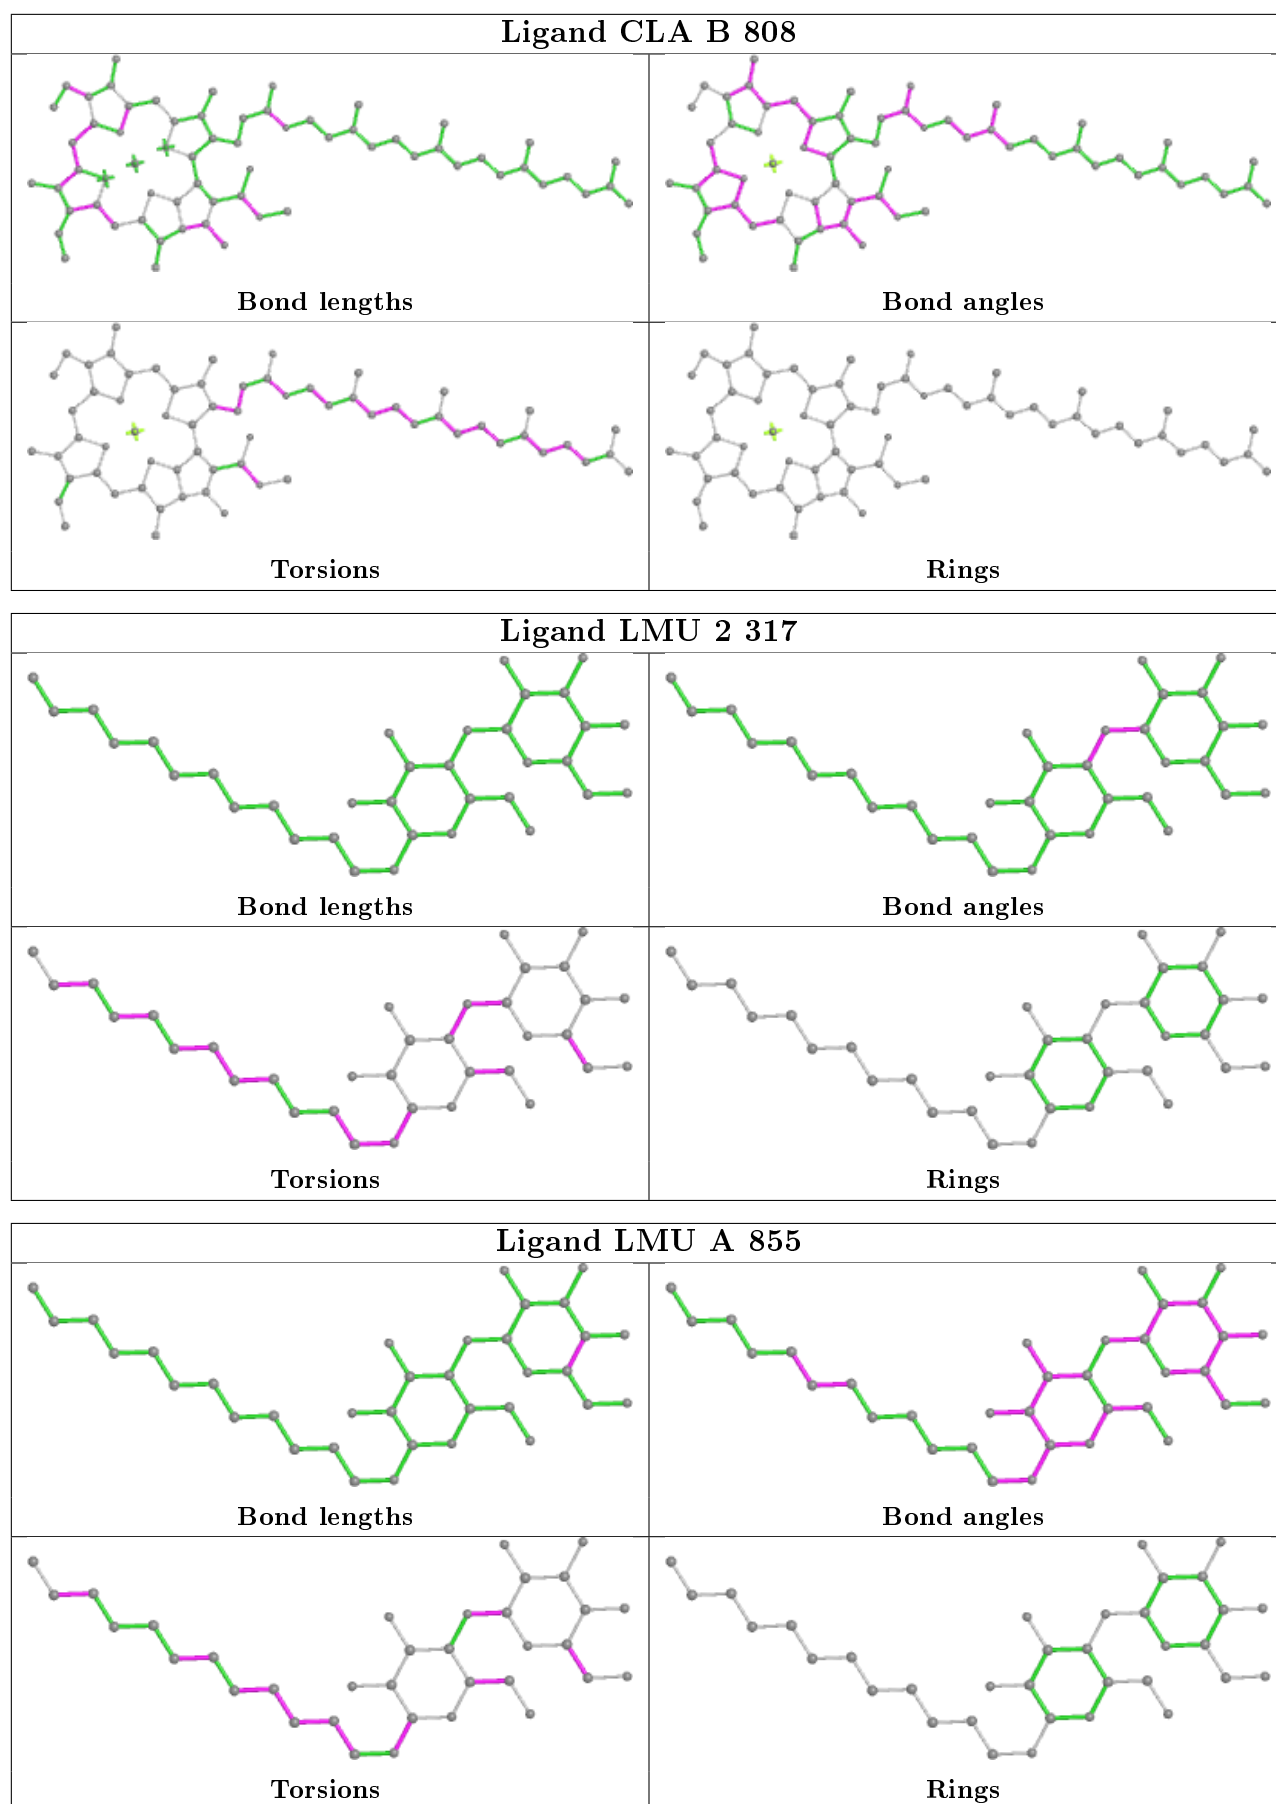 Ligand CLA B 808
Bond lengths
Bond angles
Torsions
Rings
Ligand LMU 2 317
Bond lengths
Bond angles
Torsions
Rings
Ligand LMU A 855
Bond lengths
Bond angles
Torsions
Rings